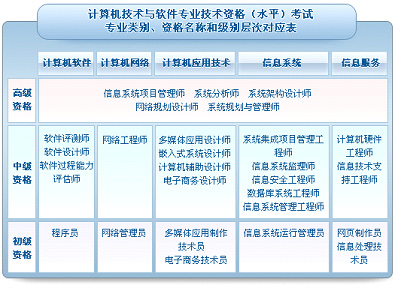 计算机技术与软件专业技术资格（水平）考试
专业类别、资格名称和级别层次对应表
计算机软件 计算机网络 计算机应用技术 信息系统 信息服务
高级
资格
信息系统项目管理师 系统分析师 系统架构设计师
网络规划设计师 系统规划与管理师
中级
资格
软件评测师
软件设计师
软件过程能力
评估师
网络工程师
多媒体应用设计师
嵌入式系统设计师
计算机辅助设计师
电子商务设计师
系统集成项目管理工
程师
信息系统监理师
信息安全工程师
数据库系统工程师
信息系统管理工程师
计算机硬件
工程师
信息技术支
持工程师
初级
资格
程序员
网络管理员
多媒体应用制作
技术员
电子商务技术员
信息系统运行管理员
网页制作员
信息处理技
术员